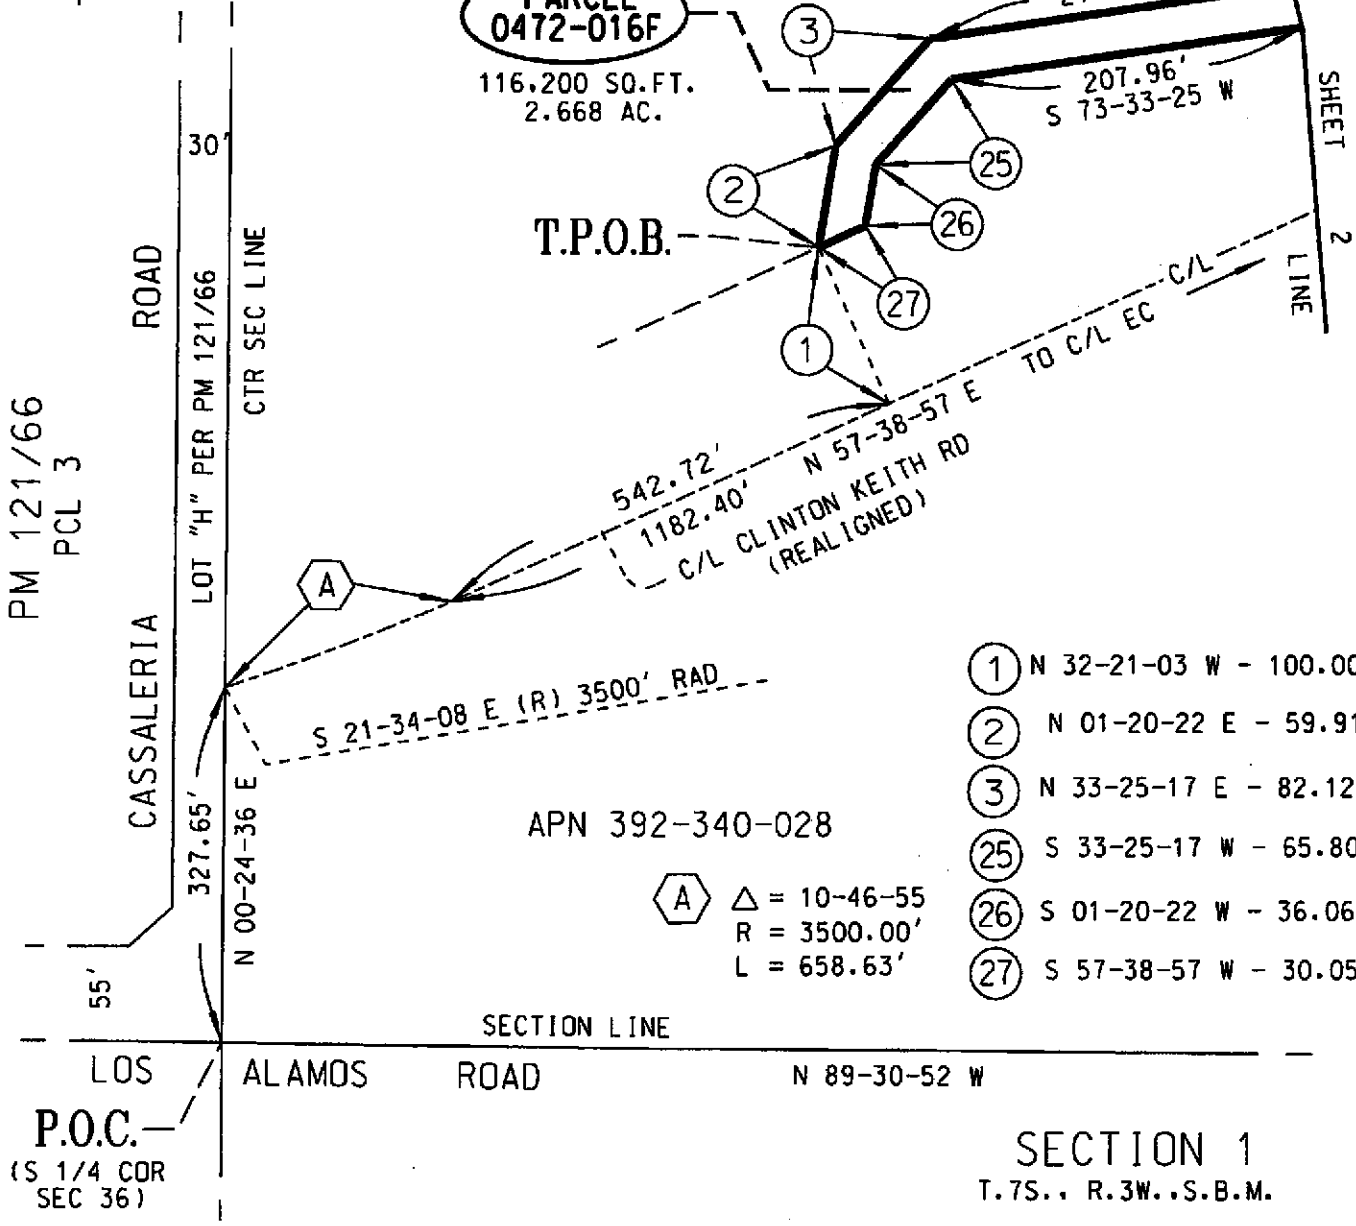 PARCEL
0472-016F
116,200 SQ.FT.
2.668 AC.
3
207.96'
S 73-33-25 W
SHEET 2
LINE
30'
2
25
26
T.P.O.B.
27
1
ROAD
LOT "H" PER PM 121/66
CTR SEC LINE
C/L
TO C/L EC
N 57-38-57 E
542.72'
1182.40'
C/L CLINTON KEITH RD
(REALIGNED)
PM 121/66
PCL 3
A
CASSALERIA
S 21-34-08 E (R) 3500' RAD
327.65'
N 00-24-36 E
APN 392-340-028
A Δ = 10-46-55
R = 3500.00'
L = 658.63'
1 N 32-21-03 W - 100.00
2 N 01-20-22 E - 59.91
3 N 33-25-17 E - 82.12
25 S 33-25-17 W - 65.80
26 S 01-20-22 W - 36.06
27 S 57-38-57 W - 30.05
55'
SECTION LINE
LOS ALAMOS ROAD N 89-30-52 W
P.O.C.
(S 1/4 COR
SEC 36)
SECTION 1
T.7S., R.3W.,S.B.M.